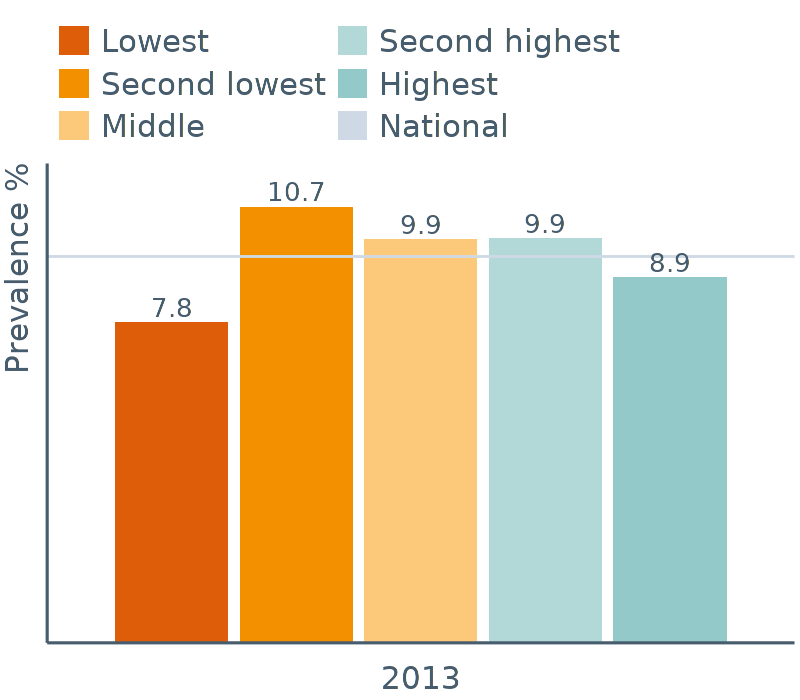 Lowest
Second lowest
Middle
Second highest
Highest
National
Prevalence %
7.8
10.7
9.9
9.9
8.9
2013